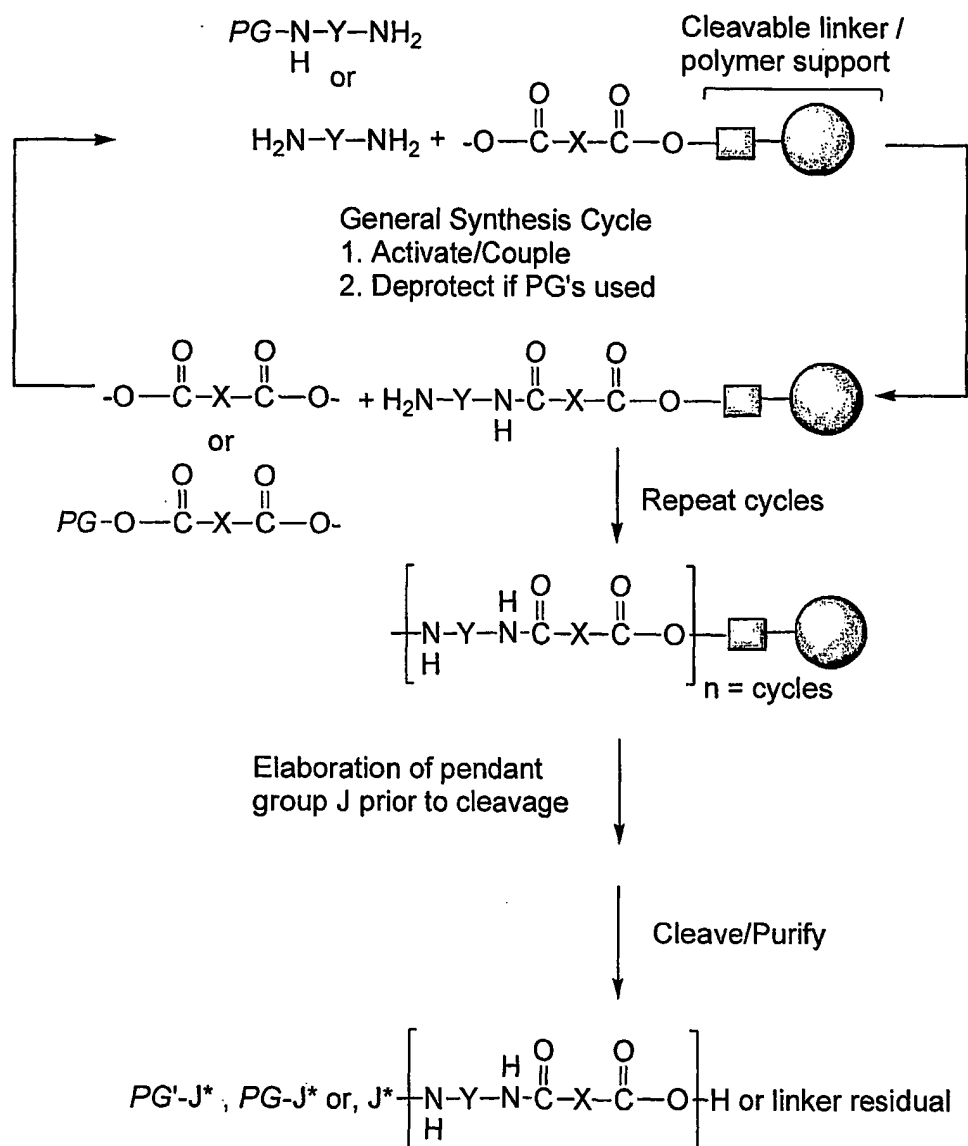 PG-N-Y-NH2
H
or
Cleavable linker /
polymer support
O O
H2N-Y-NH2 + -O-C-X-C-O
General Synthesis Cycle
1. Activate/Couple
2. Deprotect if PG's used
O O O O
-O-C-X-C-O- + H2N-Y-N-C-X-C-O
H
or
O O
PG-O-C-X-C-O-
Repeat cycles
H O O
N-Y-N-C-X-C-O
H
n = cycles
Elaboration of pendant
group J prior to cleavage
Cleave/Purify
H O O
PG'-J* , PG-J* or, J* N-Y-N-C-X-C-O H or linker residual
H